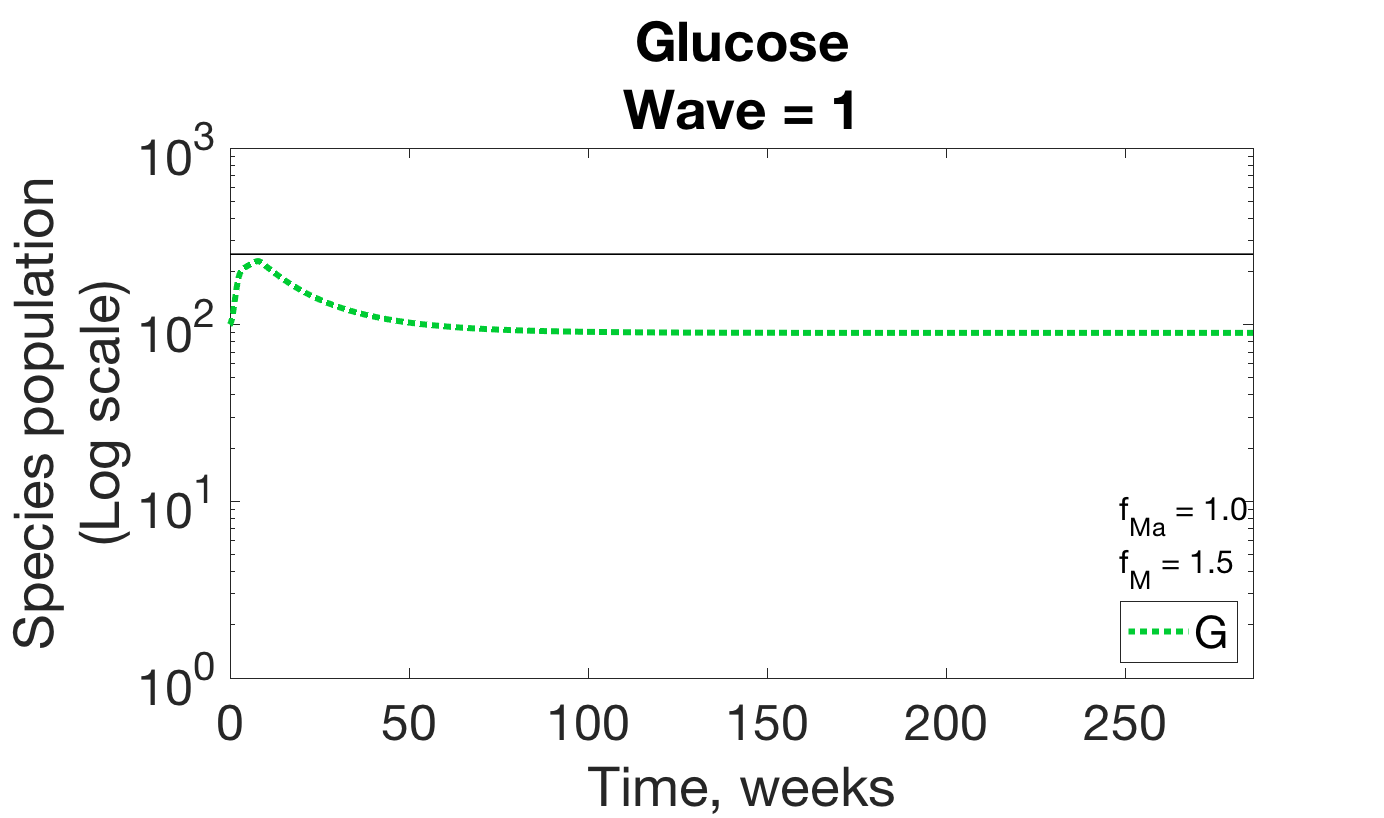 Glucose
Wave = 1
Species population
(Log scale)
10^3
10^2
10^1
10^0
f_Ma = 1.0
f_M = 1.5
G
0 50 100 150 200 250
Time, weeks